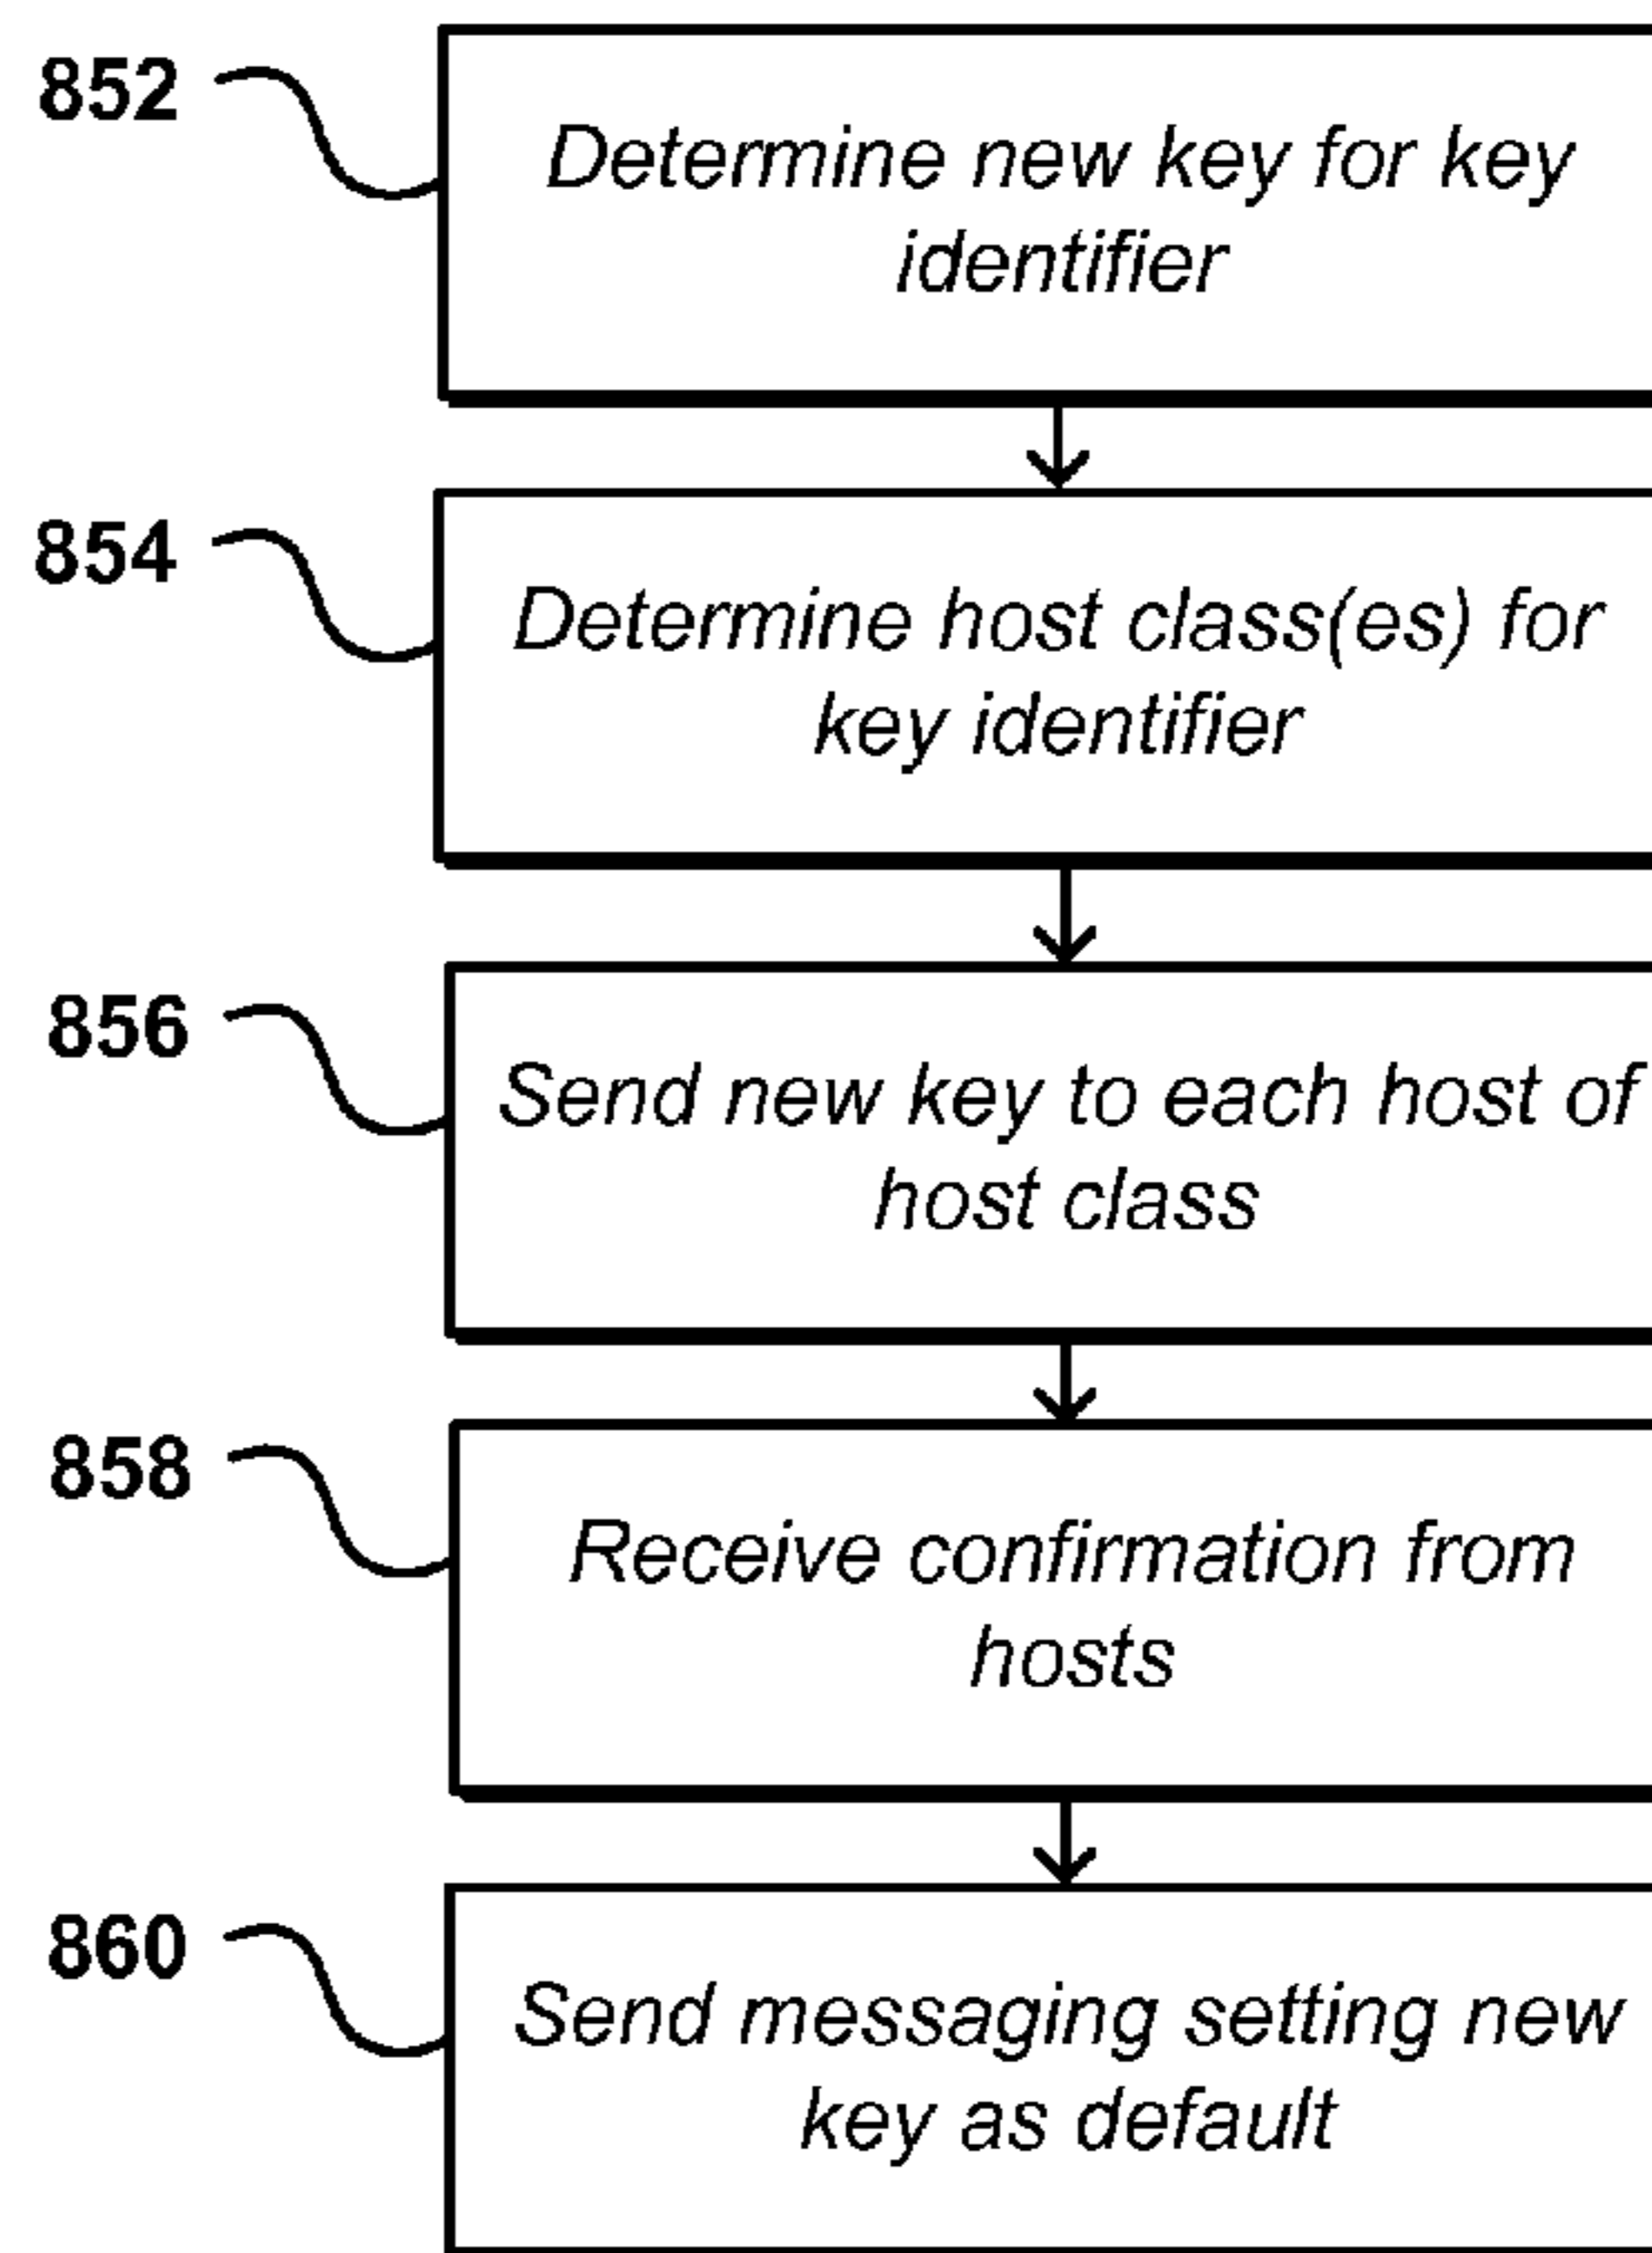 852
Determine new key for key
identifier
854
Determine host class(es) for
key identifier
856
Send new key to each host of
host class
858
Receive confirmation from
hosts
860
Send messaging setting new
key as default